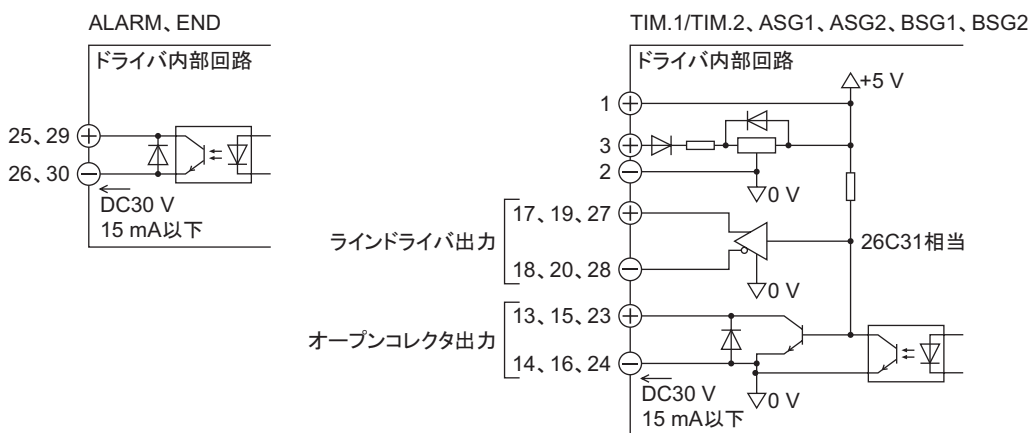 ALARM、END
ドライバ内部回路
25、29
26、30
DC30 V
15 mA以下
TIM.1/TIM.2、ASG1、ASG2、BSG1、BSG2
ドライバ内部回路
+5 V
1
3
2
0 V
ラインドライバ出力
17、19、27
18、20、28
26C31相当
0 V
オープンコレクタ出力
13、15、23
14、16、24
0 V
DC30 V
15 mA以下